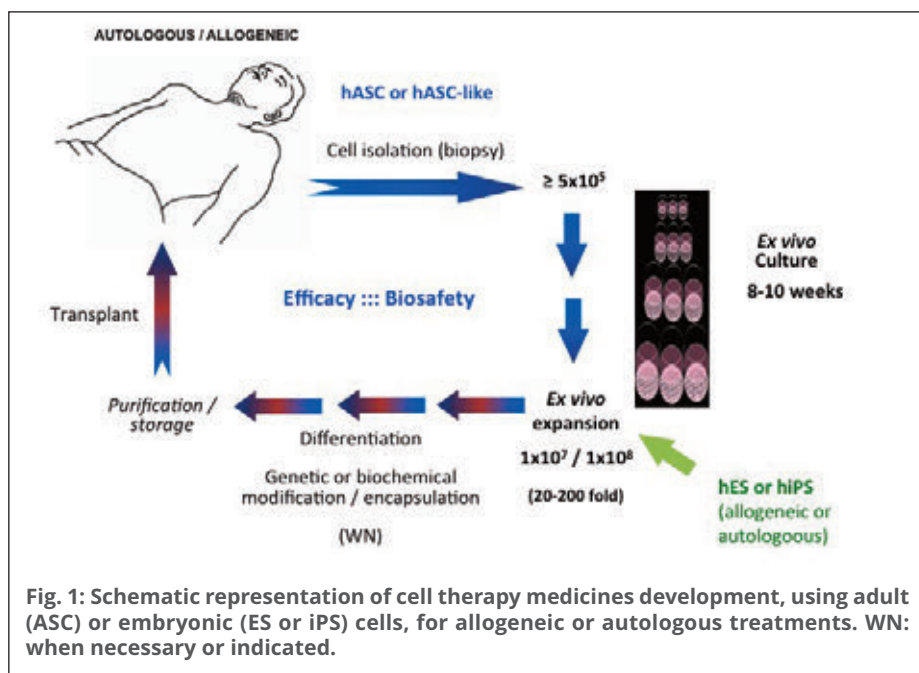 AUTOLOGOUS / ALLOGENEIC
hASC or hASC-like
Cell isolation (biopsy)
≥ 5x10⁵
Ex vivo
Culture
8-10 weeks
Efficacy ::: Biosafety
Transplant
Purification /
storage
Differentiation
Genetic or biochemical
modification / encapsulation
(WN)
Ex vivo
expansion
1x10⁷ / 1x10⁸
(20-200 fold)
hES or hiPS
(allogeneic or
autologoous)
Fig. 1: Schematic representation of cell therapy medicines development, using adult
(ASC) or embryonic (ES or iPS) cells, for allogeneic or autologous treatments. WN:
when necessary or indicated.